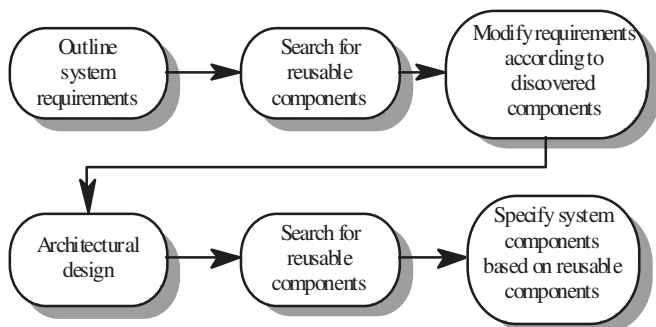 Outline
system
requirements
Search for
reusable
components
Modify requirements
according to
discovered
components
Architectural
design
Search for
reusable
components
Specify system
components
based on reusable
components